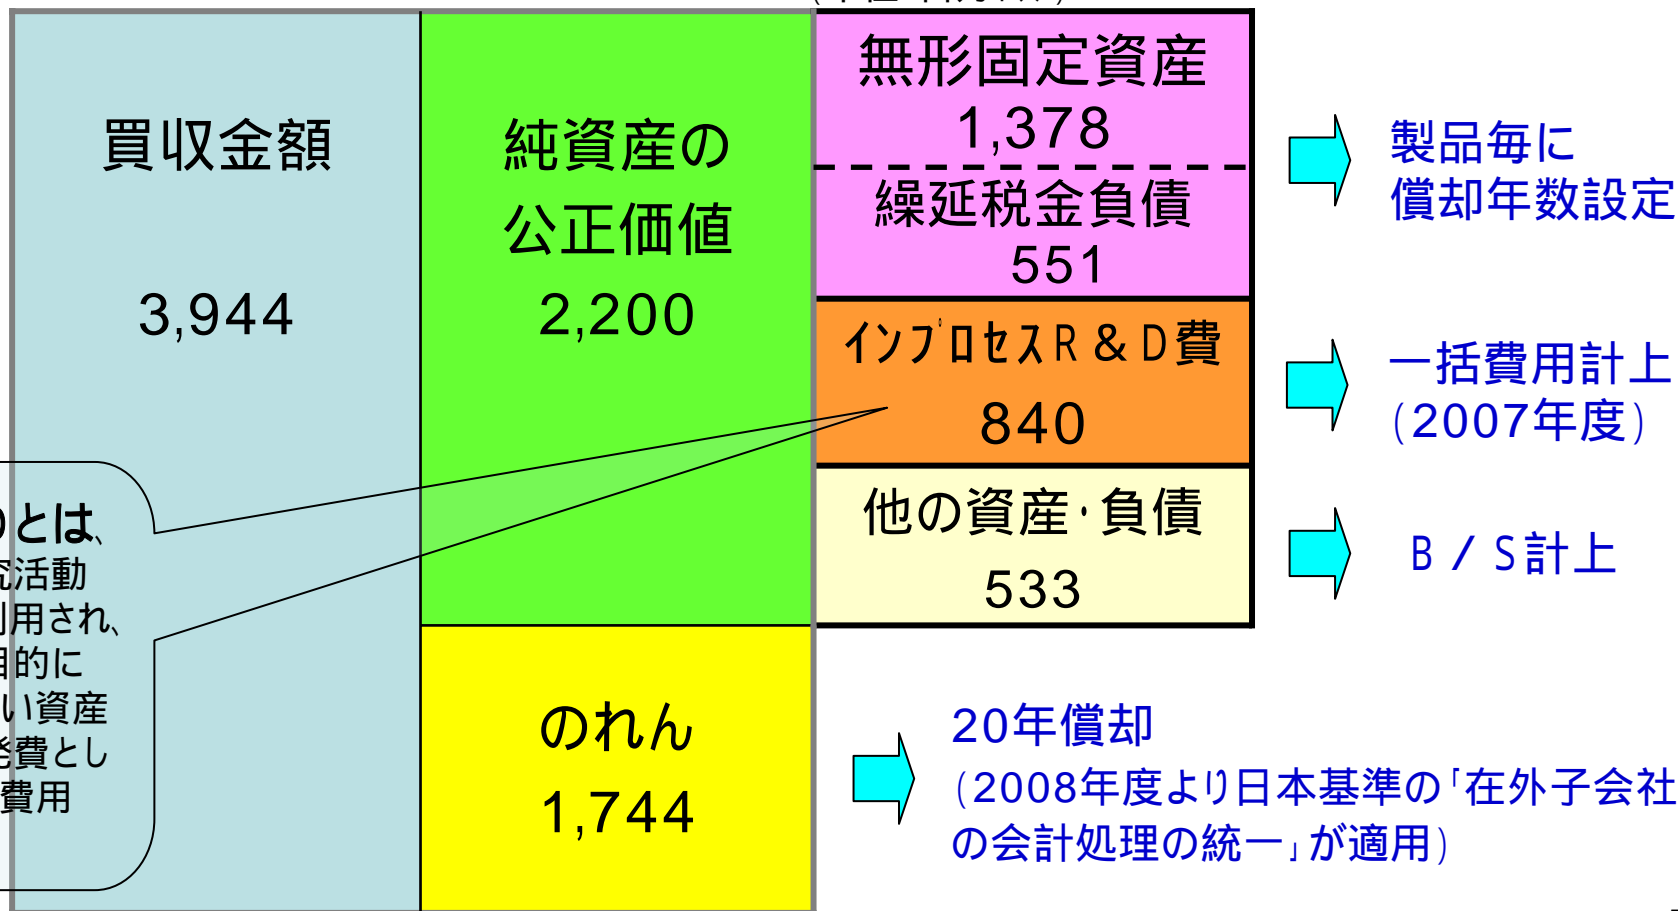 買収金額
3,944
純資産の
公正価値
2,200
無形固定資産
1,378
繰延税金負債
551
インプロセスR&D費
840
他の資産・負債
533
のれん
1,744
製品毎に
償却年数設定
一括費用計上
(2007年度)
B/S計上
20年償却
(2008年度より日本基準の「在外子会社
の会計処理の統一」が適用)
とは、
活動
用され、
目的に
い資産
費とし
費用